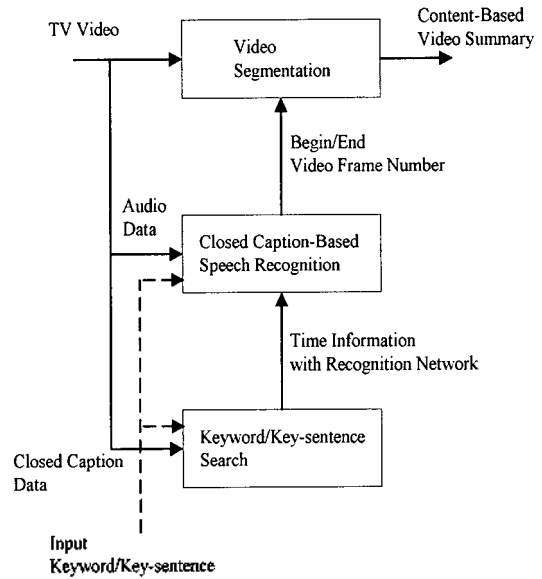 TV Video
Video
Segmentation
Content-Based
Video Summary
Begin/End
Video Frame Number
Audio
Data
Closed Caption-Based
Speech Recognition
Time Information
with Recognition Network
Keyword/Key-sentence
Search
Closed Caption
Data
Input
Keyword/Key-sentence